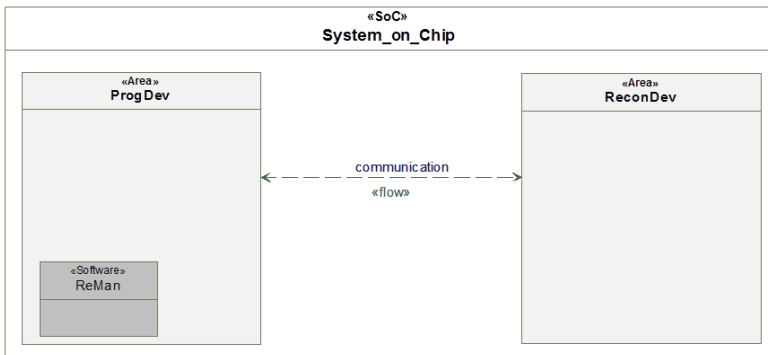 «SoC»
System_on_Chip
«Area»
ProgDev
«Area»
ReconDev
communication
«flow»
«Software»
ReMan